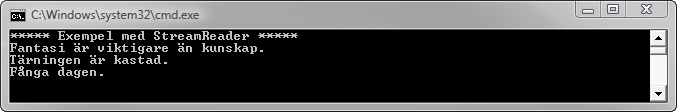 C:\Windows\system32\cmd.exe
***** Exempel med StreamReader *****
Fantasi är viktigare än kunskap.
Tärningen är kastad.
Fånga dagen.